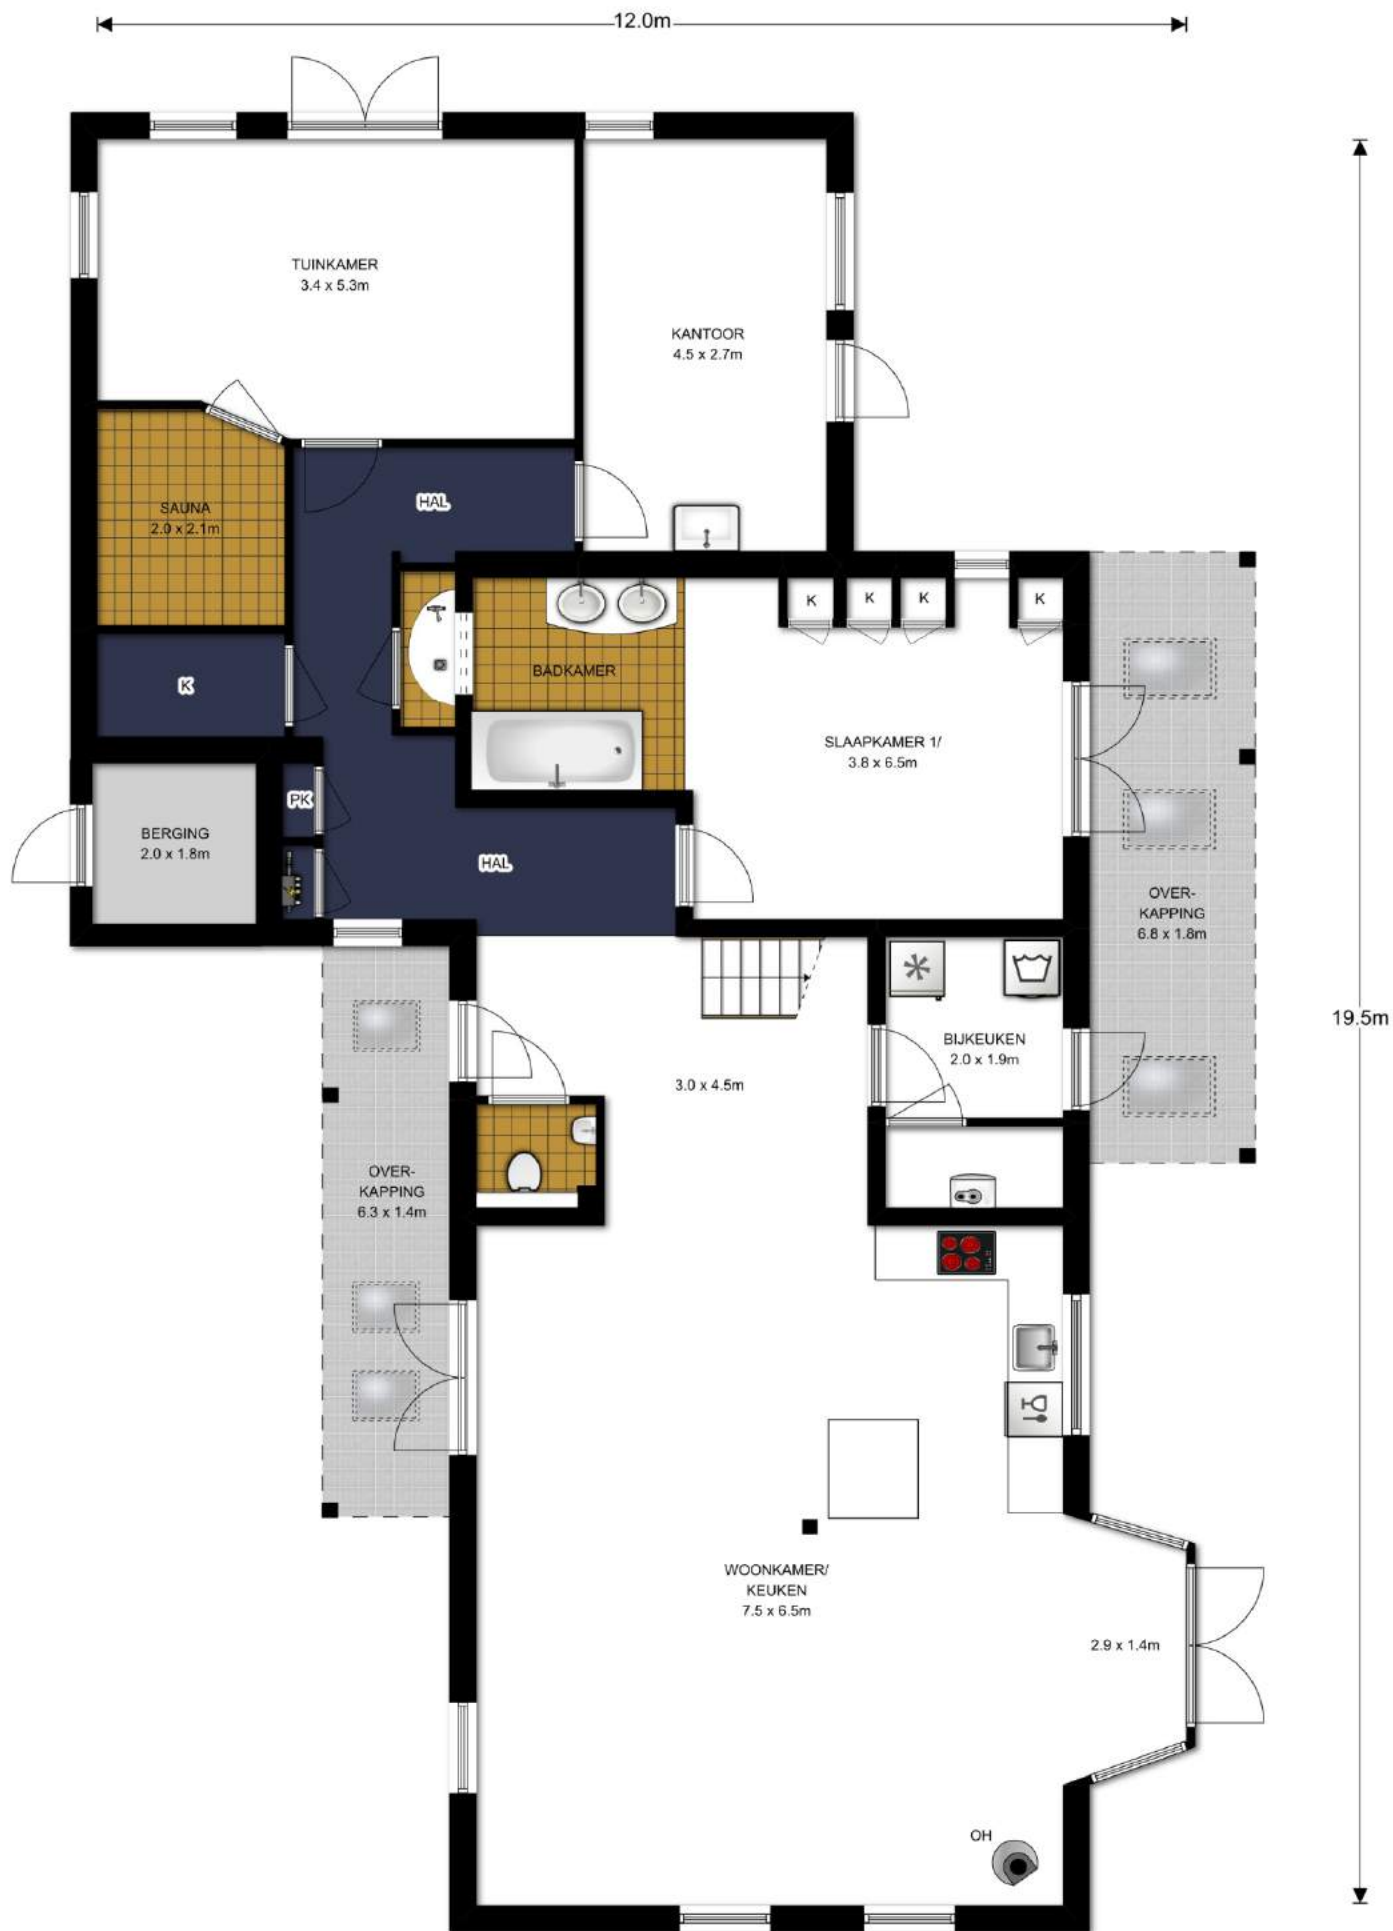 12.0m
TUINKAMER
3.4 x 5.3m
KANTOOR
4.5 x 2.7m
SAUNA
2.0 x 2.1m
HAL
K
K
K
K
BADKAMER
K
SLAAPKAMER 1/
3.8 x 6.5m
PK
BERGING
2.0 x 1.8m
HAL
OVER-
KAPPING
6.8 x 1.8m
19.5m
BIJKEUKEN
2.0 x 1.9m
3.0 x 4.5m
OVER-
KAPPING
6.3 x 1.4m
WOONKAMER/
KEUKEN
7.5 x 6.5m
2.9 x 1.4m
OH